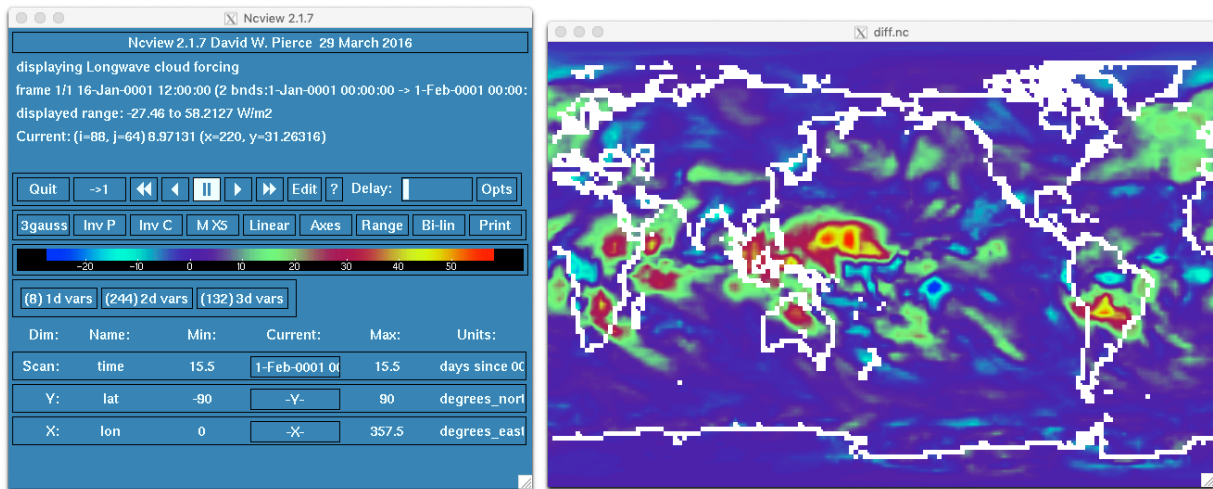 Ncview 2.1.7
Ncview 2.1.7 David W. Pierce 29 March 2016
displaying Longwave cloud forcing
frame 1/1 16-Jan-0001 12:00:00 (2 bnds:1-Jan-0001 00:00:00 -> 1-Feb-0001 00:00:
displayed range: -27.46 to 58.2127 W/m2
Current: (i=88, j=64) 8.97131 (x=220, y=31.26316)
Quit ->1 Edit ? Delay: Opts
3gauss Inv P Inv C M X5 Linear Axes Range Bi-lin Print
-20 -10 0 10 20 30 40 50
(8) 1d vars (244) 2d vars (132) 3d vars
Dim: Name: Min: Current: Max: Units:
Scan: time 15.5 1-Feb-0001 00 15.5 days since 00
Y: lat -90 -Y- 90 degrees_nort
X: lon 0 -X- 357.5 degrees_east
diff.nc